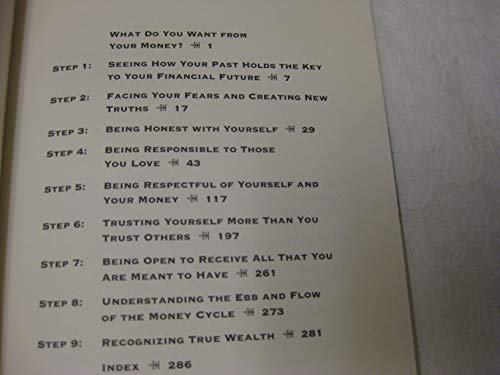 WHAT DO YOU WANT FROM
YOUR MONEY? 1
STEP 1: SEEING HOW YOUR PAST HOLDS THE KEY
TO YOUR FINANCIAL FUTURE 7
STEP 2: FACING YOUR FEARS AND CREATING NEW
TRUTHS 17
STEP 3: BEING HONEST WITH YOURSELF 29
STEP 4: BEING RESPONSIBLE TO THOSE
YOU LOVE 43
STEP 5: BEING RESPECTFUL OF YOURSELF AND
YOUR MONEY 117
STEP 6: TRUSTING YOURSELF MORE THAN YOU
TRUST OTHERS 197
STEP 7: BEING OPEN TO RECEIVE ALL THAT YOU
ARE MEANT TO HAVE 261
STEP 8: UNDERSTANDING THE EBB AND FLOW
OF THE MONEY CYCLE 273
STEP 9: RECOGNIZING TRUE WEALTH 281
INDEX 286